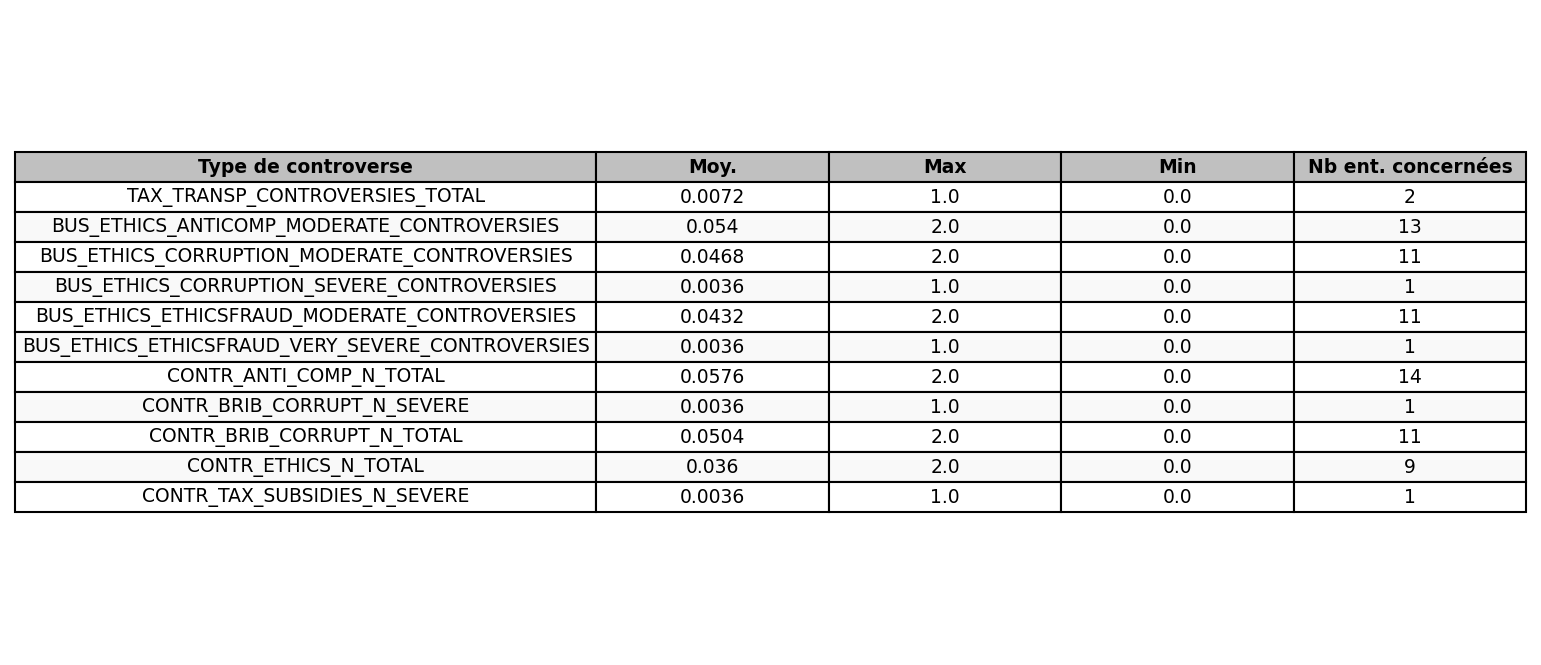 Type de controverse Moy. Max Min Nb ent. concernées
TAX_TRANSP_CONTROVERSIES_TOTAL 0.0072 1.0 0.0 2
BUS_ETHICS_ANTICOMP_MODERATE_CONTROVERSIES 0.054 2.0 0.0 13
BUS_ETHICS_CORRUPTION_MODERATE_CONTROVERSIES 0.0468 2.0 0.0 11
BUS_ETHICS_CORRUPTION_SEVERE_CONTROVERSIES 0.0036 1.0 0.0 1
BUS_ETHICS_ETHICSFRAUD_MODERATE_CONTROVERSIES 0.0432 2.0 0.0 11
BUS_ETHICS_ETHICSFRAUD_VERY_SEVERE_CONTROVERSIES 0.0036 1.0 0.0 1
CONTR_ANTI_COMP_N_TOTAL 0.0576 2.0 0.0 14
CONTR_BRIB_CORRUPT_N_SEVERE 0.0036 1.0 0.0 1
CONTR_BRIB_CORRUPT_N_TOTAL 0.0504 2.0 0.0 11
CONTR_ETHICS_N_TOTAL 0.036 2.0 0.0 9
CONTR_TAX_SUBSIDIES_N_SEVERE 0.0036 1.0 0.0 1